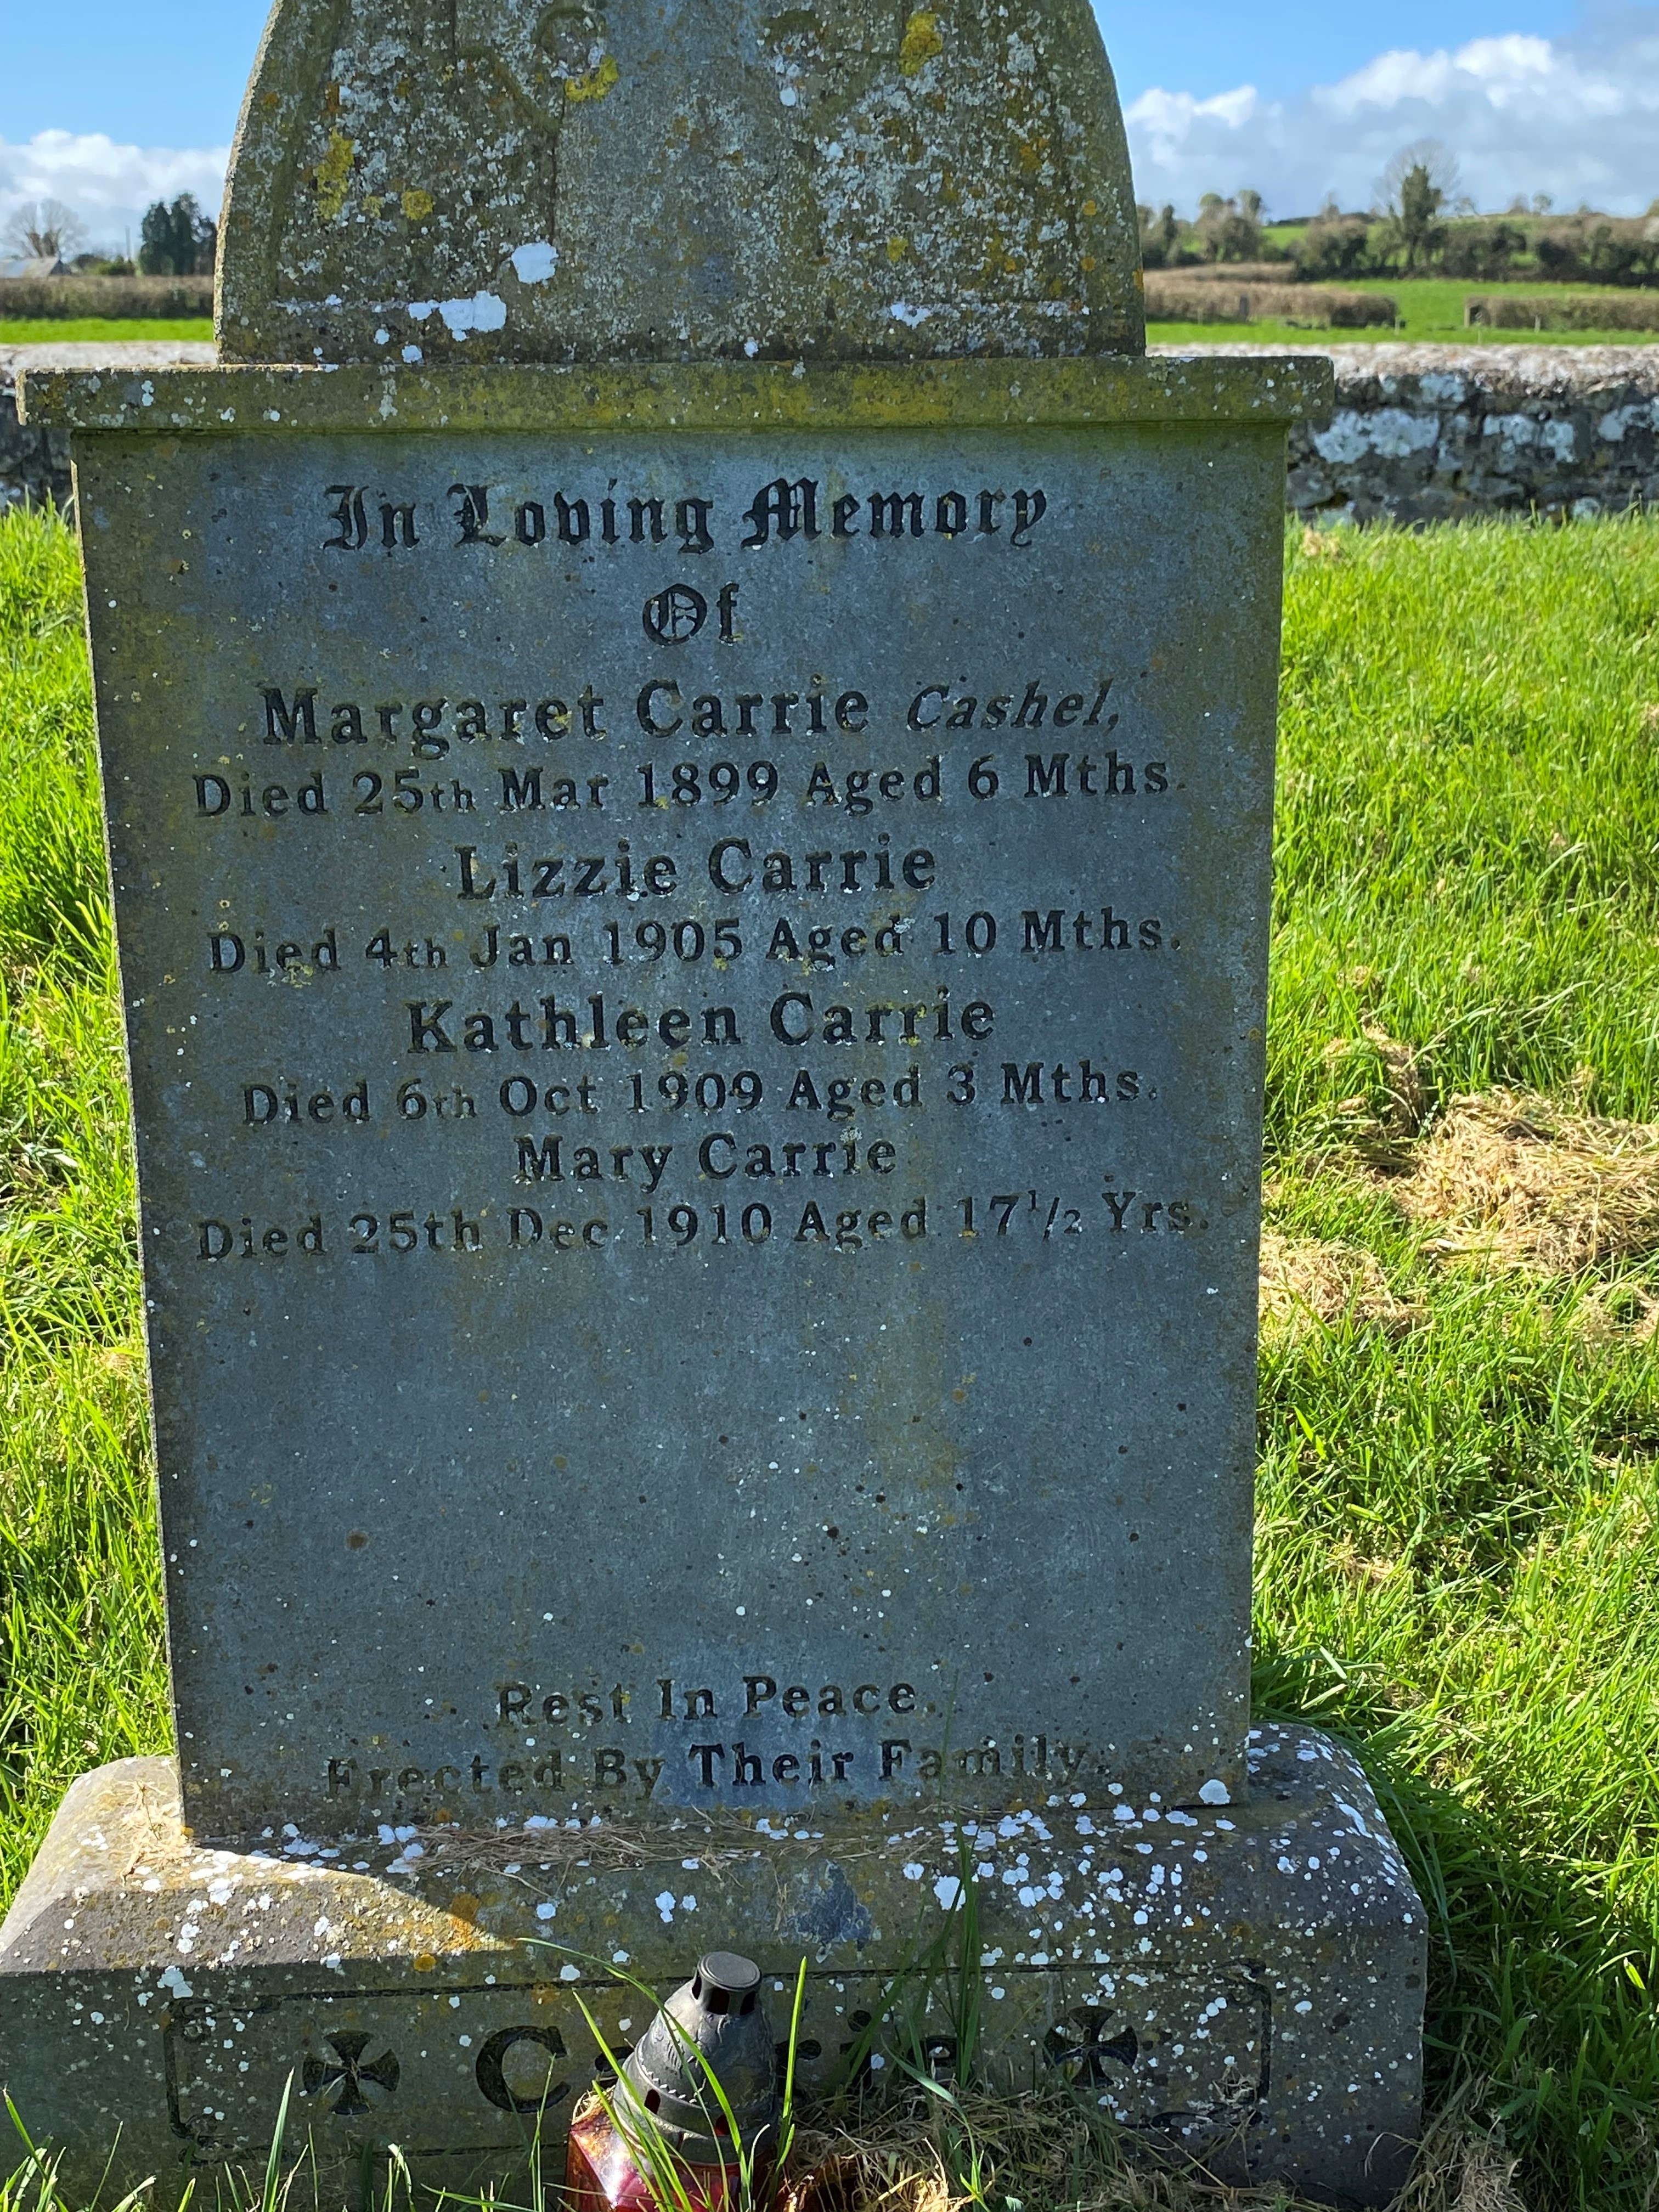 In Loving Memory
Of
Margaret Carrie Cashel,
Died 25th Mar 1899 Aged 6 Mths.
Lizzie Carrie
Died 4th Jan 1905 Aged 10 Mths.
Kathleen Carrie
Died 6th Oct 1909 Aged 3 Mths.
Mary Carrie
Died 25th Dec 1910 Aged 17 1/2 Yrs.
Rest In Peace.
Erected By Their Family.